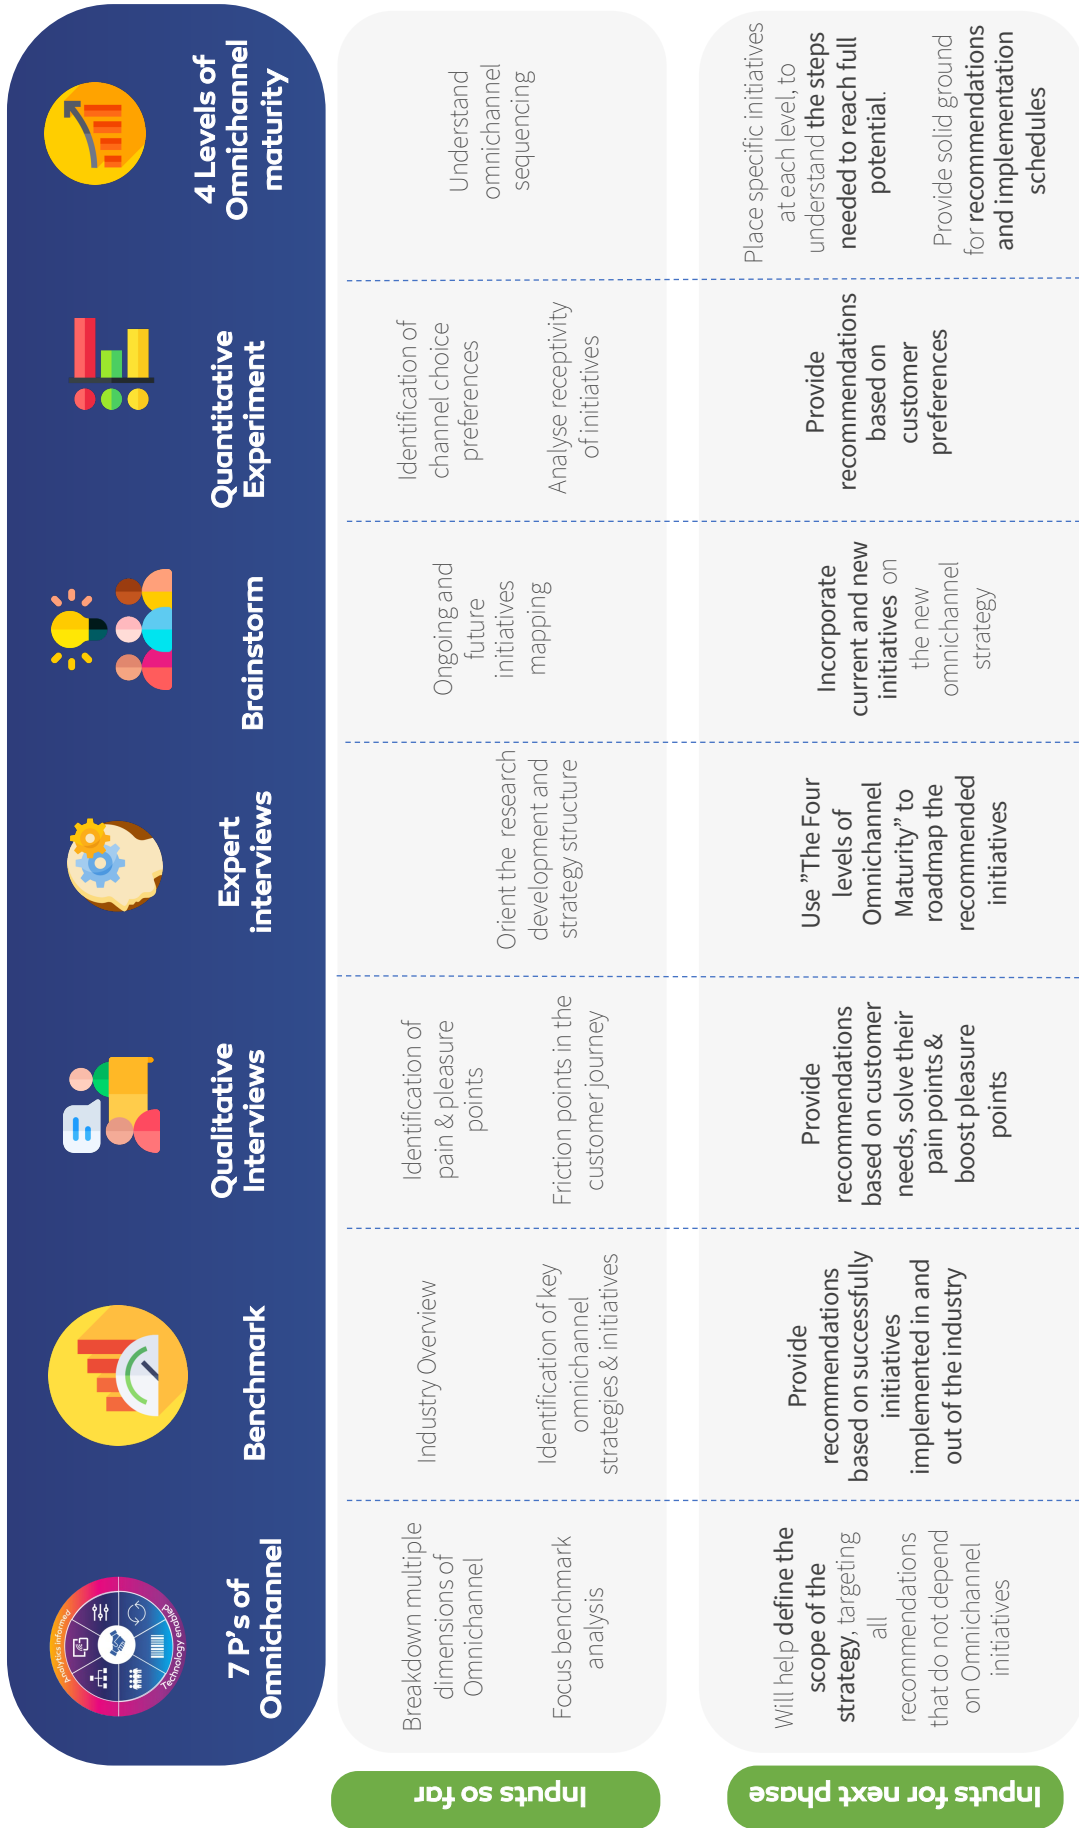 Analytics informed
Technology enabled
7 P's of
Omnichannel
Benchmark
Qualitative
Interviews
Expert
interviews
Brainstorm
Quantitative
Experiment
4 Levels of
Omnichannel
maturity
Inputs so far
Breakdown multiple
dimensions of
Omnichannel
Focus benchmark
analysis
Industry Overview
Identification of key
omnichannel
strategies & initiatives
Identification of
pain & pleasure
points
Friction points in the
customer journey
Orient the research
development and
strategy structure
Ongoing and
future
initiatives
mapping
Identification of
channel choice
preferences
Analyse receptivity
of initiatives
Understand
omnichannel
sequencing
Inputs for next phase
Will help define the
scope of the
strategy, targeting
all
recommendations
that do not depend
on Omnichannel
initiatives
Provide
recommendations
based on successfully
initiatives
implemented in and
out of the industry
Provide
recommendations
based on customer
needs, solve their
pain points &
boost pleasure
points
Use ”The Four
levels of
Omnichannel
Maturity” to
roadmap the
recommended
initiatives
Incorporate
current and new
initiatives on
the new
omnichannel
strategy
Provide
recommendations
based on
customer
preferences
Place specific initiatives
at each level, to
understand the steps
needed to reach full
potential.
Provide solid ground
for recommendations
and implementation
schedules